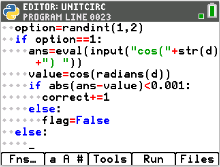 EDITOR: UNITCIRC
PROGRAM LINE 0023
option=randint(1,2)
if option==1:
ans=eval(input("cos("+str(d)
+") "))
value=cos(radians(d))
if abs(ans-value)<0.001:
correct+=1
else:
flag=False
else:
_
Fns… a A # Tools Run Files